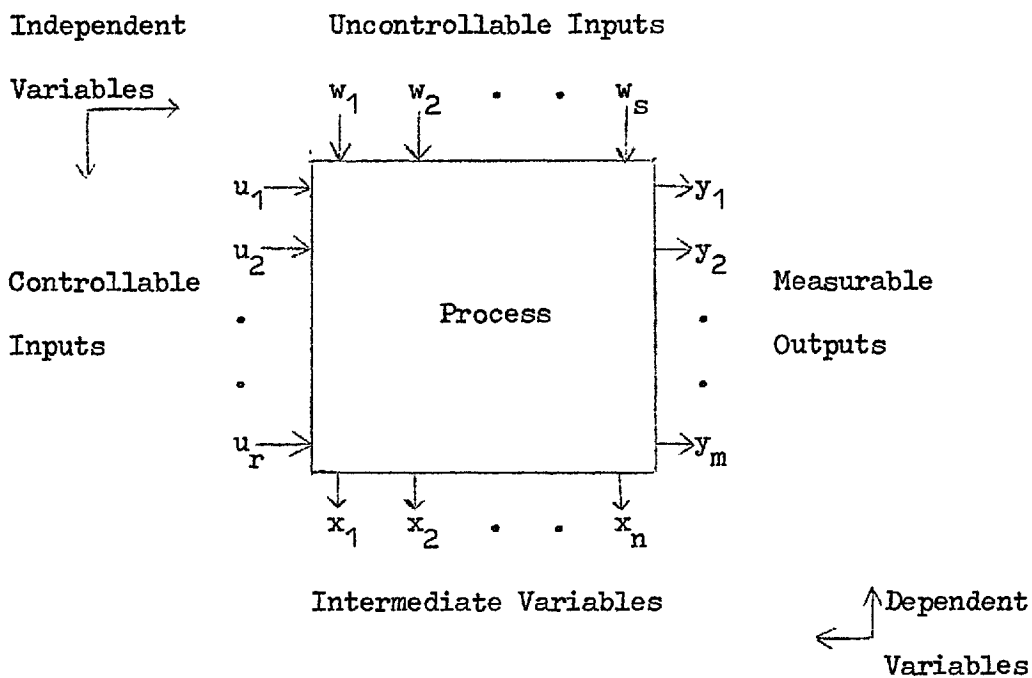 Independent Uncontrollable Inputs
Variables
w1 w2 . . ws
u1 y1
u2 y2
Controllable Measurable
Process
. .
Inputs Outputs
. .
ur ym
x1 x2 . . xn
Intermediate Variables Dependent
Variables